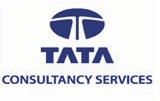 TATA
CONSULTANCY SERVICES